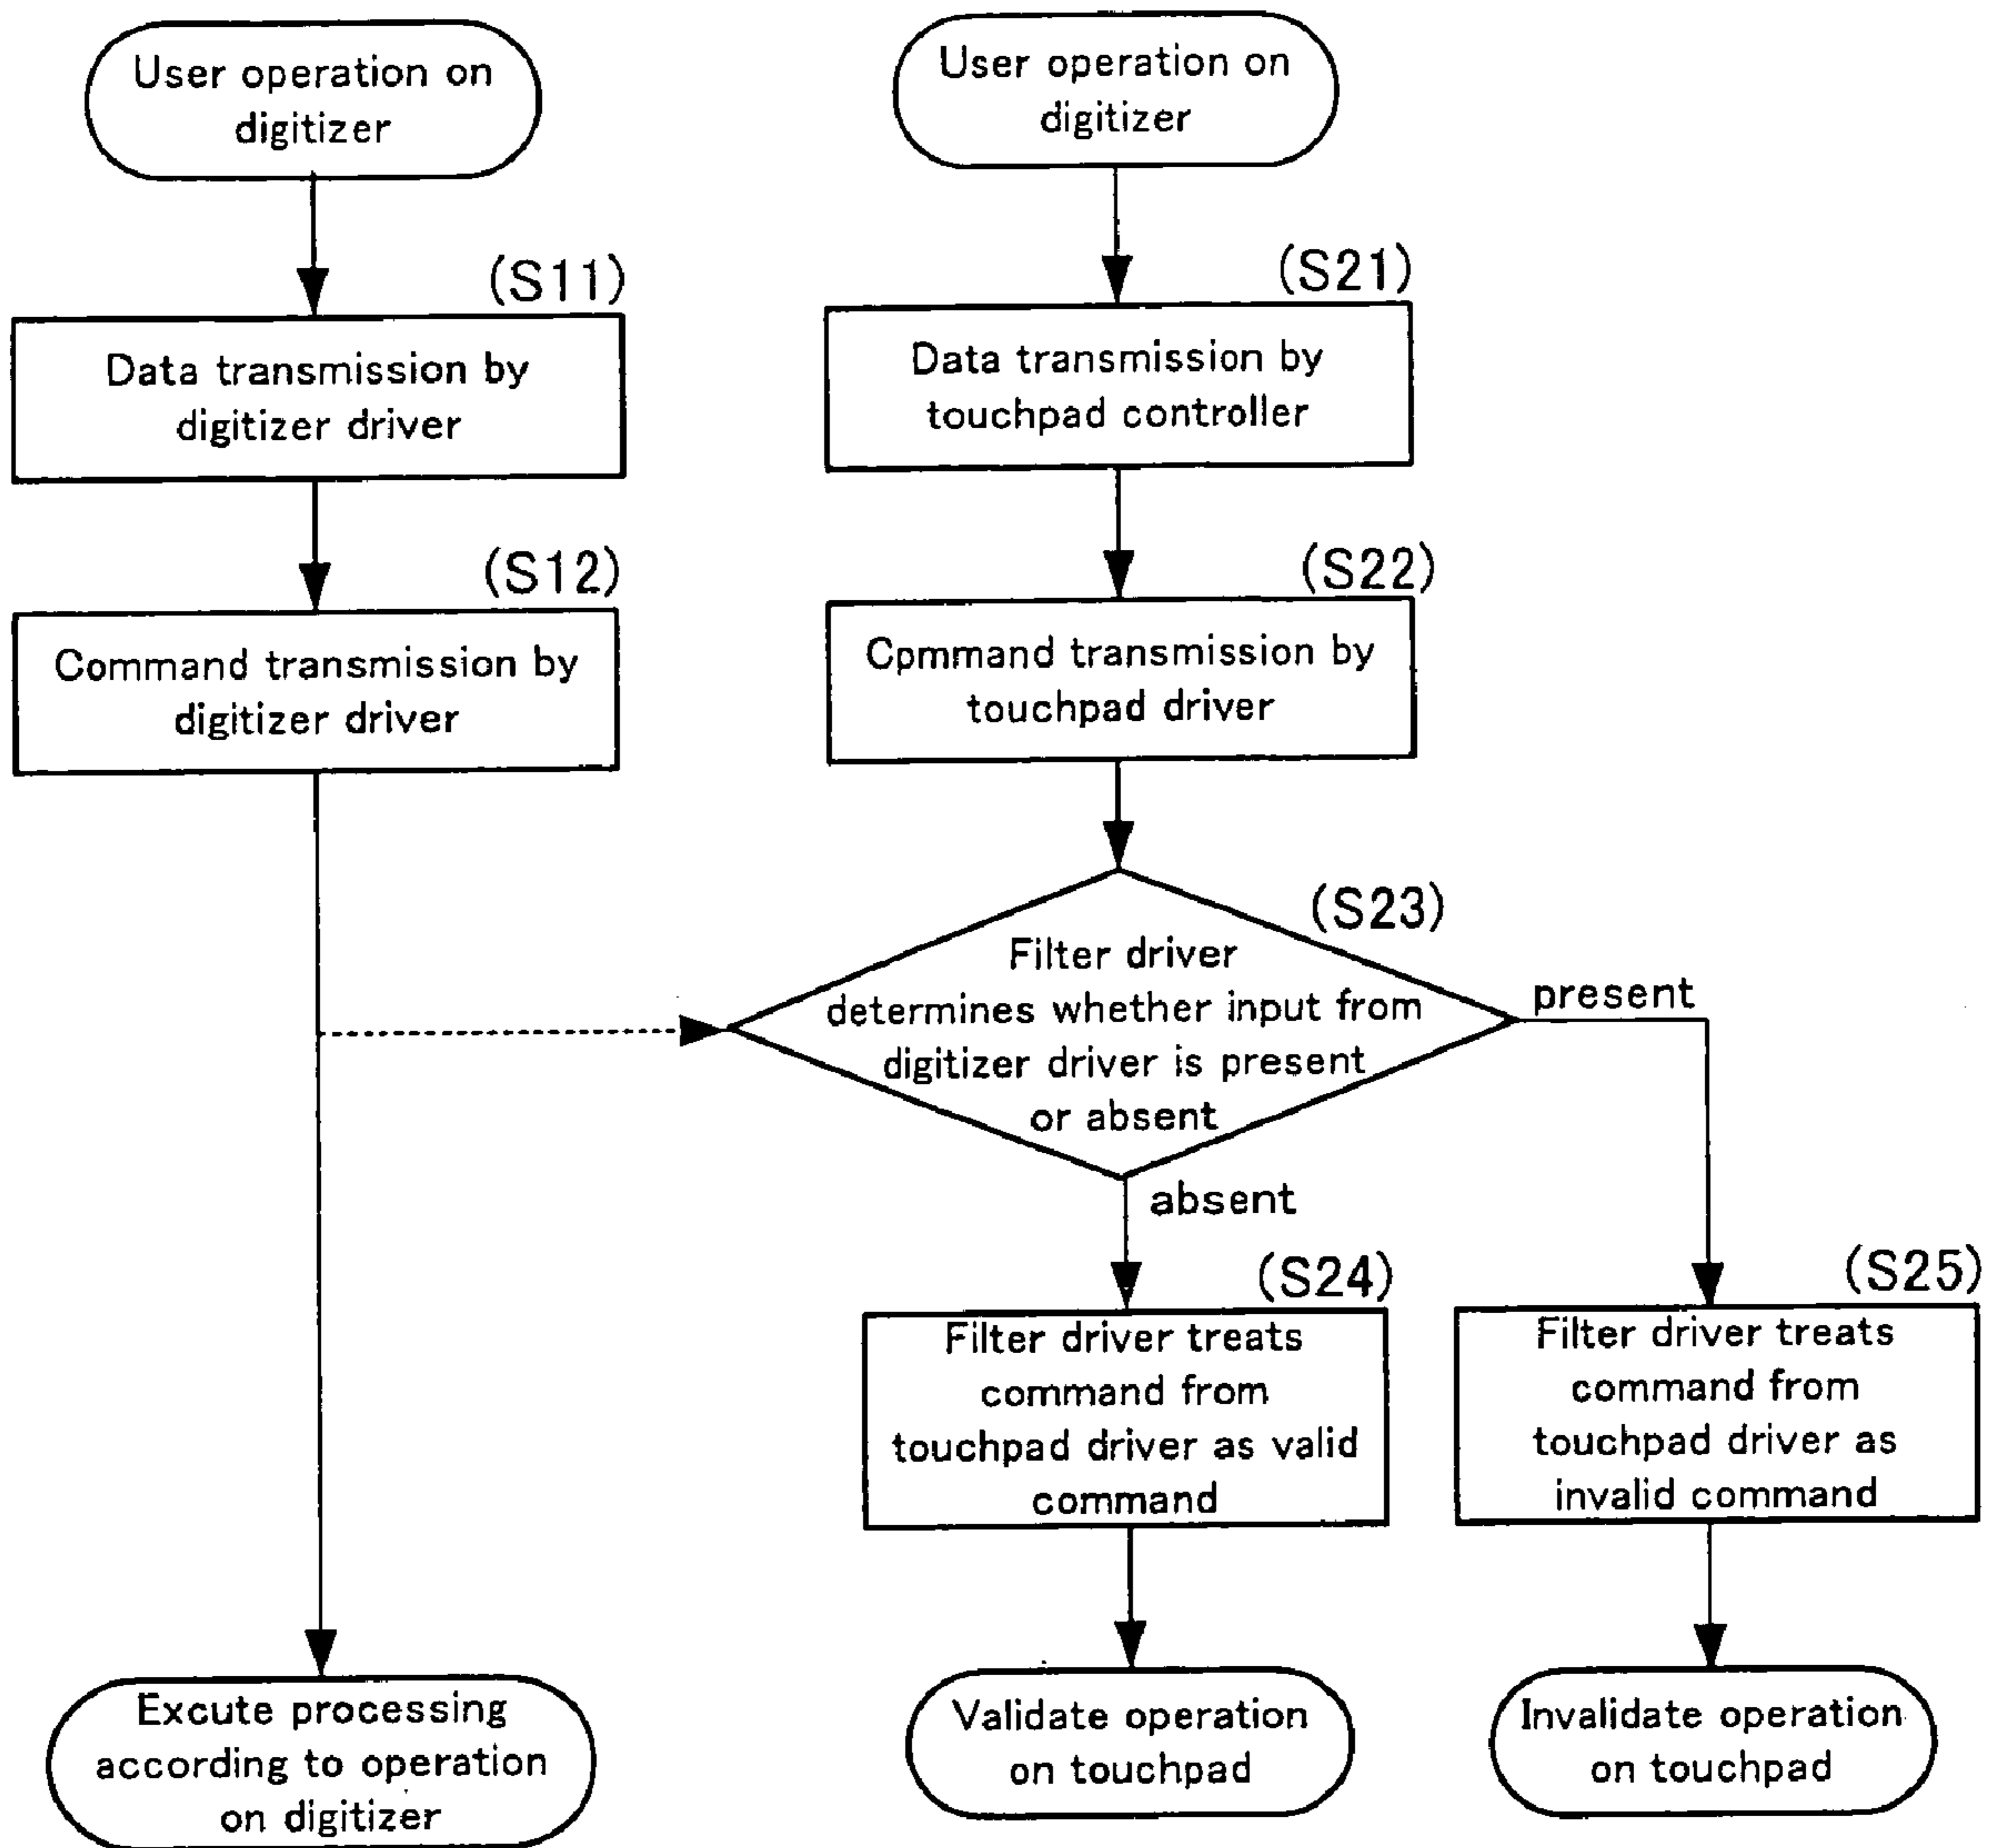 User operation on
digitizer
(S11)
Data transmission by
digitizer driver
(S12)
Command transmission by
digitizer driver
Excute processing
according to operation
on digitizer
User operation on
digitizer
(S21)
Data transmission by
touchpad controller
(S22)
Cpmmand transmission by
touchpad driver
(S23)
Filter driver
determines whether input from
digitizer driver is present
or absent
present
absent
(S24)
Filter driver treats
command from
touchpad driver as valid
command
Validate operation
on touchpad
(S25)
Filter driver treats
command from
touchpad driver as
invalid command
Invalidate operation
on touchpad